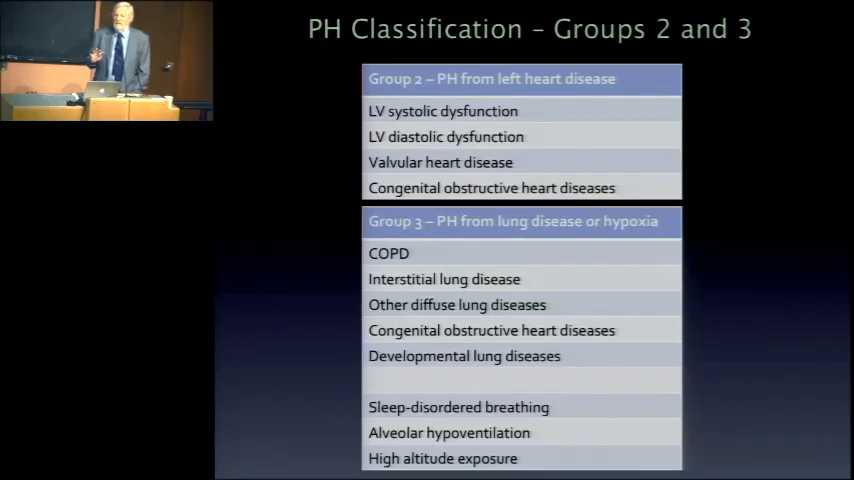 PH Classification – Groups 2 and 3
Group 2 – PH from left heart disease
LV systolic dysfunction
LV diastolic dysfunction
Valvular heart disease
Congenital obstructive heart diseases
Group 3 – PH from lung disease or hypoxia
COPD
Interstitial lung disease
Other diffuse lung diseases
Congenital obstructive heart diseases
Developmental lung diseases
Sleep-disordered breathing
Alveolar hypoventilation
High altitude exposure